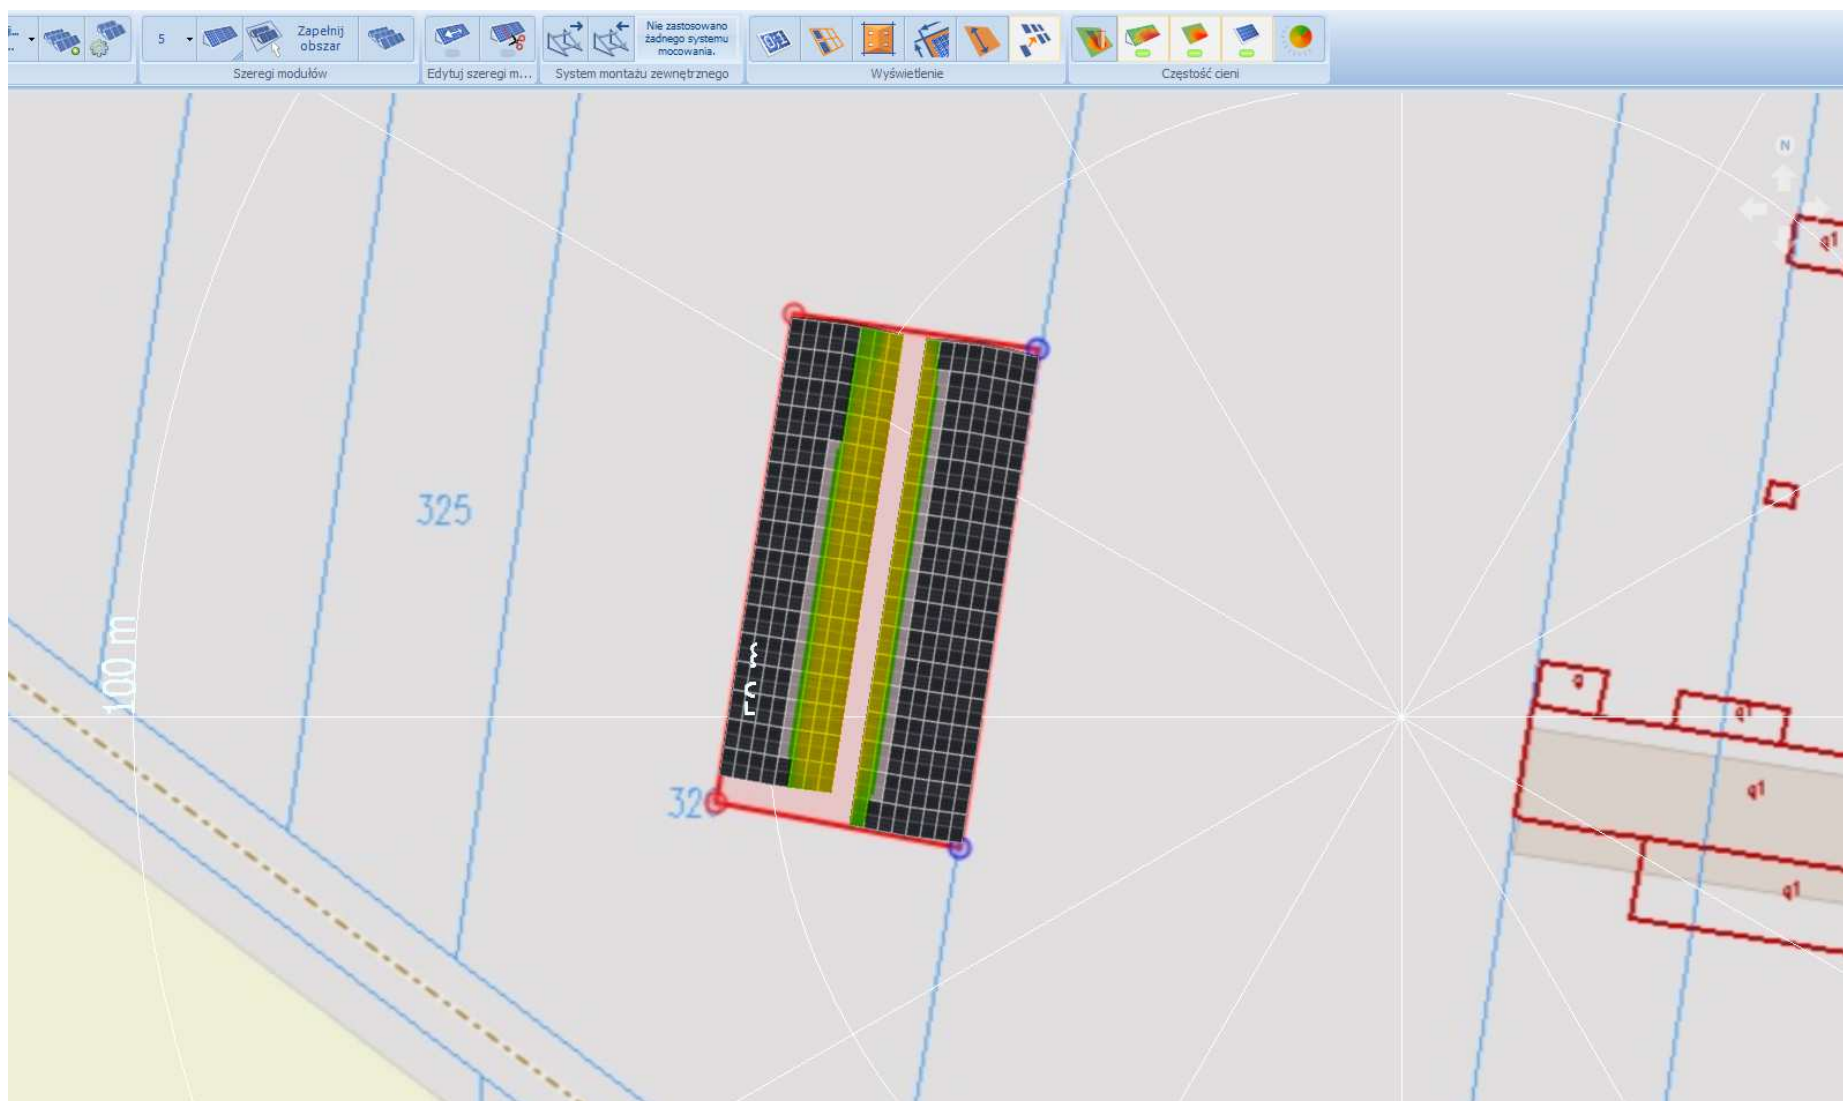 5
Zapełnij
obszar
Nie zastosowano
żadnego systemu
mocowania.
Szeregi modułów
Edytuj szeregi m...
System montażu zewnętrznego
Wyświetlenie
Częstość cieni
N
q1
325
100 m
g
q1
q1
32
q1